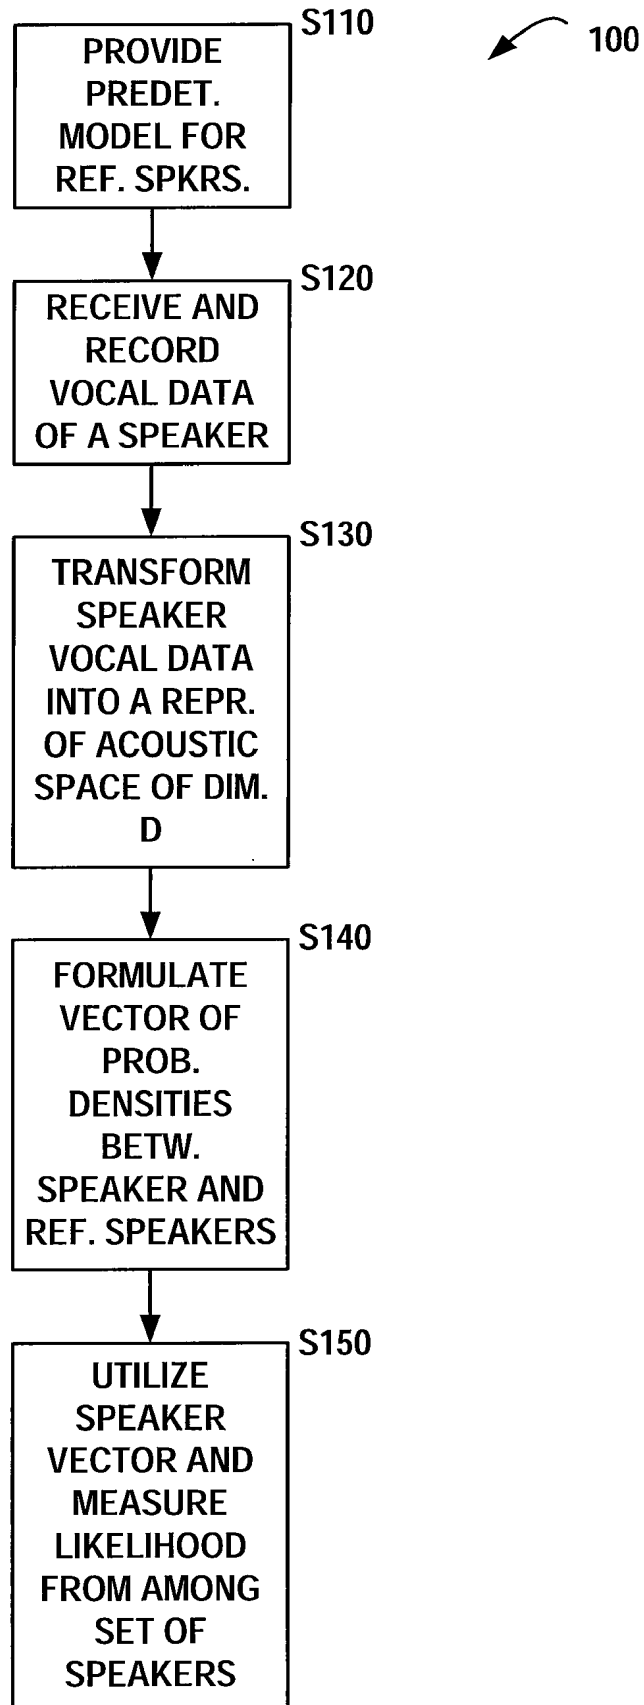 S110
100
PROVIDE
PREDET.
MODEL FOR
REF. SPKRS.
S120
RECEIVE AND
RECORD
VOCAL DATA
OF A SPEAKER
S130
TRANSFORM
SPEAKER
VOCAL DATA
INTO A REPR.
OF ACOUSTIC
SPACE OF DIM.
D
S140
FORMULATE
VECTOR OF
PROB.
DENSITIES
BETW.
SPEAKER AND
REF. SPEAKERS
S150
UTILIZE
SPEAKER
VECTOR AND
MEASURE
LIKELIHOOD
FROM AMONG
SET OF
SPEAKERS